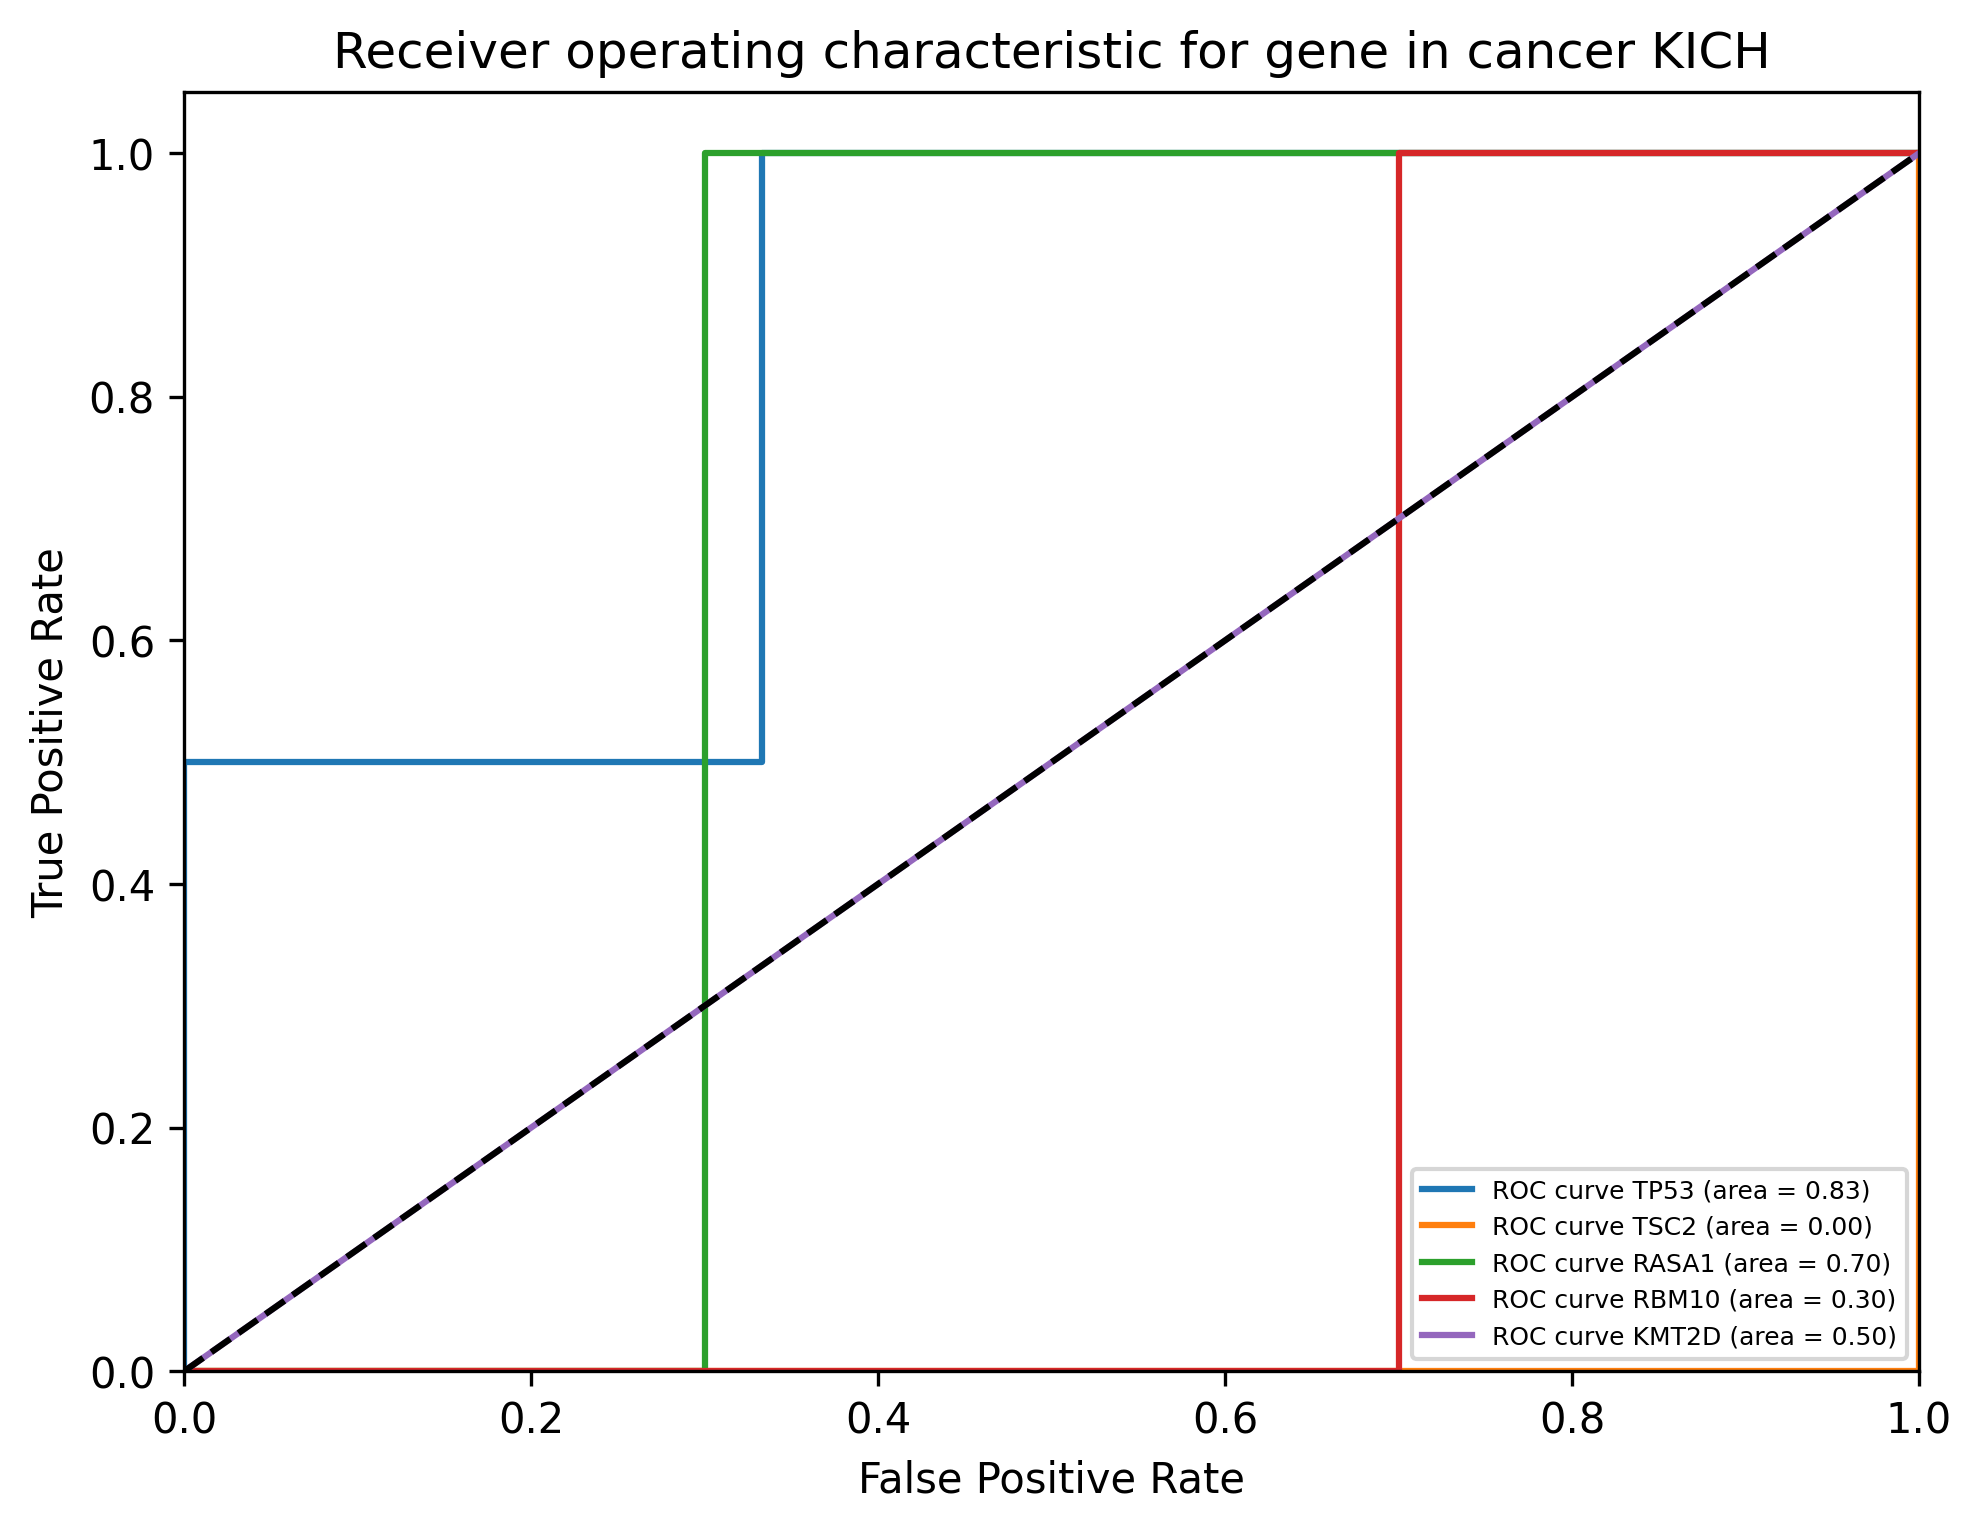 Receiver operating characteristic for gene in cancer KICH
1.0
0.8
0.6
0.4
0.2
0.0
True Positive Rate
ROC curve TP53 (area = 0.83)
ROC curve TSC2 (area = 0.00)
ROC curve RASA1 (area = 0.70)
ROC curve RBM10 (area = 0.30)
ROC curve KMT2D (area = 0.50)
0.0 0.2 0.4 0.6 0.8 1.0
False Positive Rate